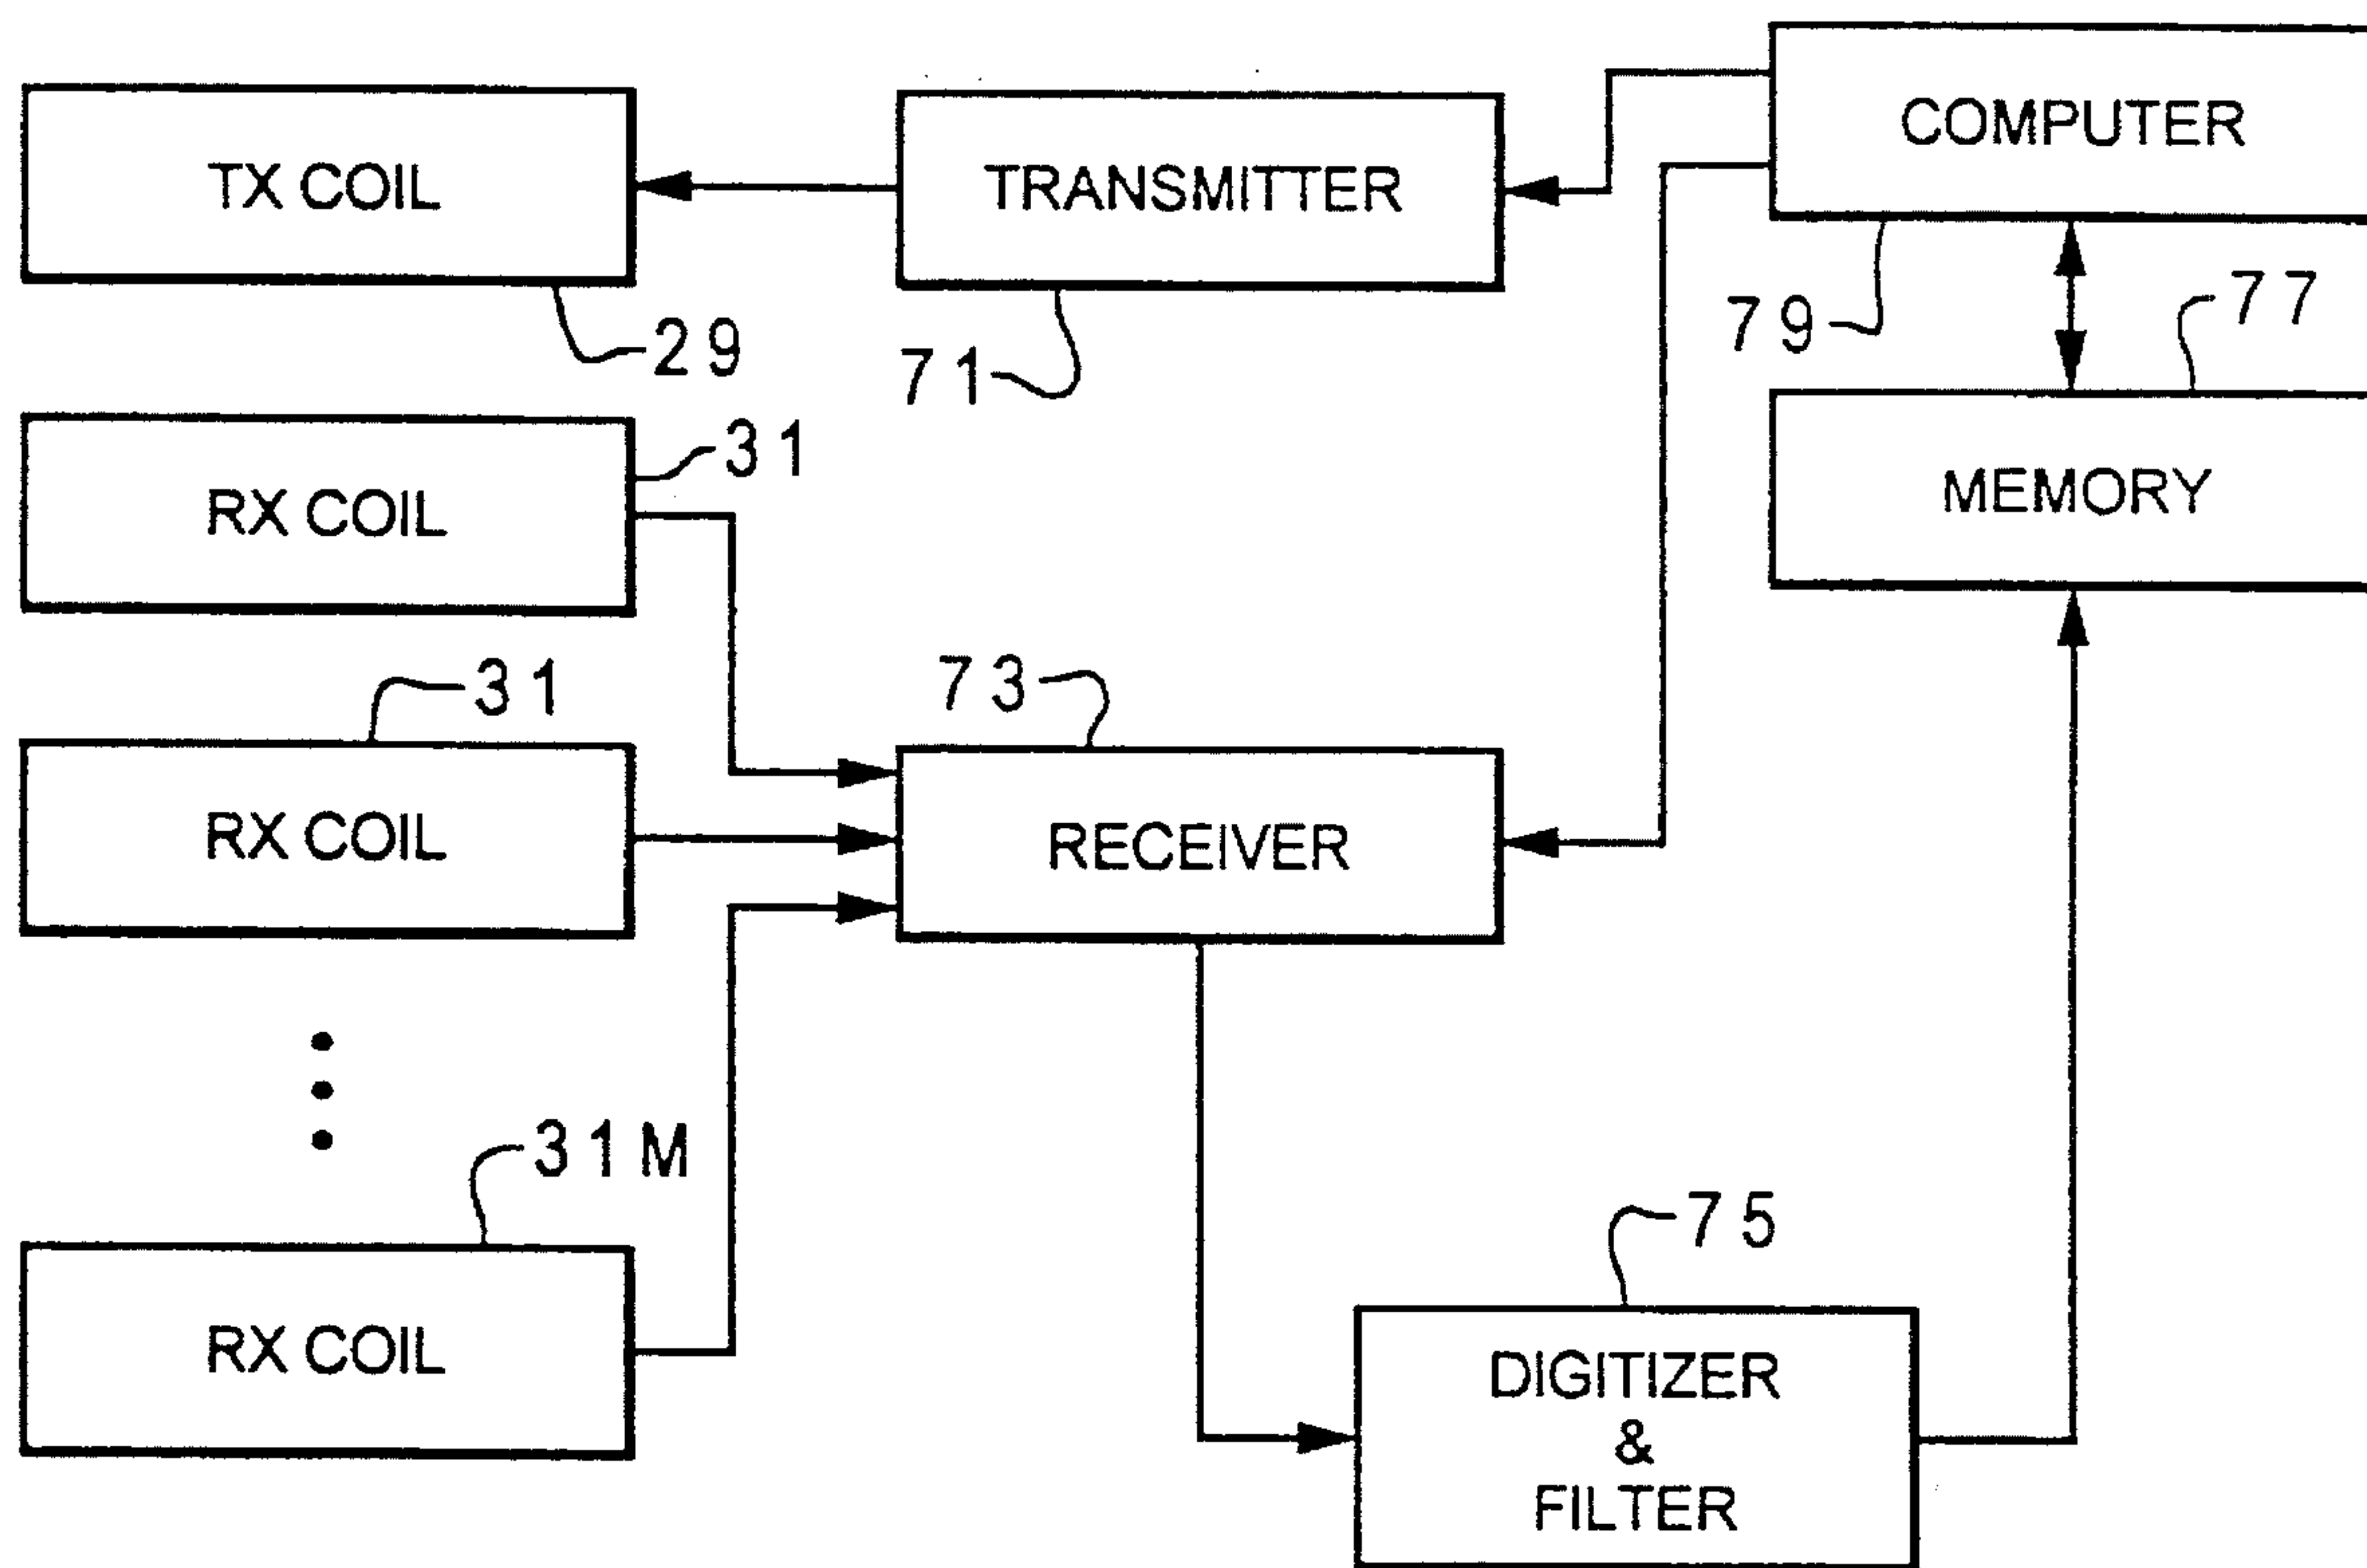 COMPUTER
TX COIL
TRANSMITTER
29
71
79
77
RX COIL
31
MEMORY
31
73
RX COIL
RECEIVER
31M
75
RX COIL
DIGITIZER
&
FILTER